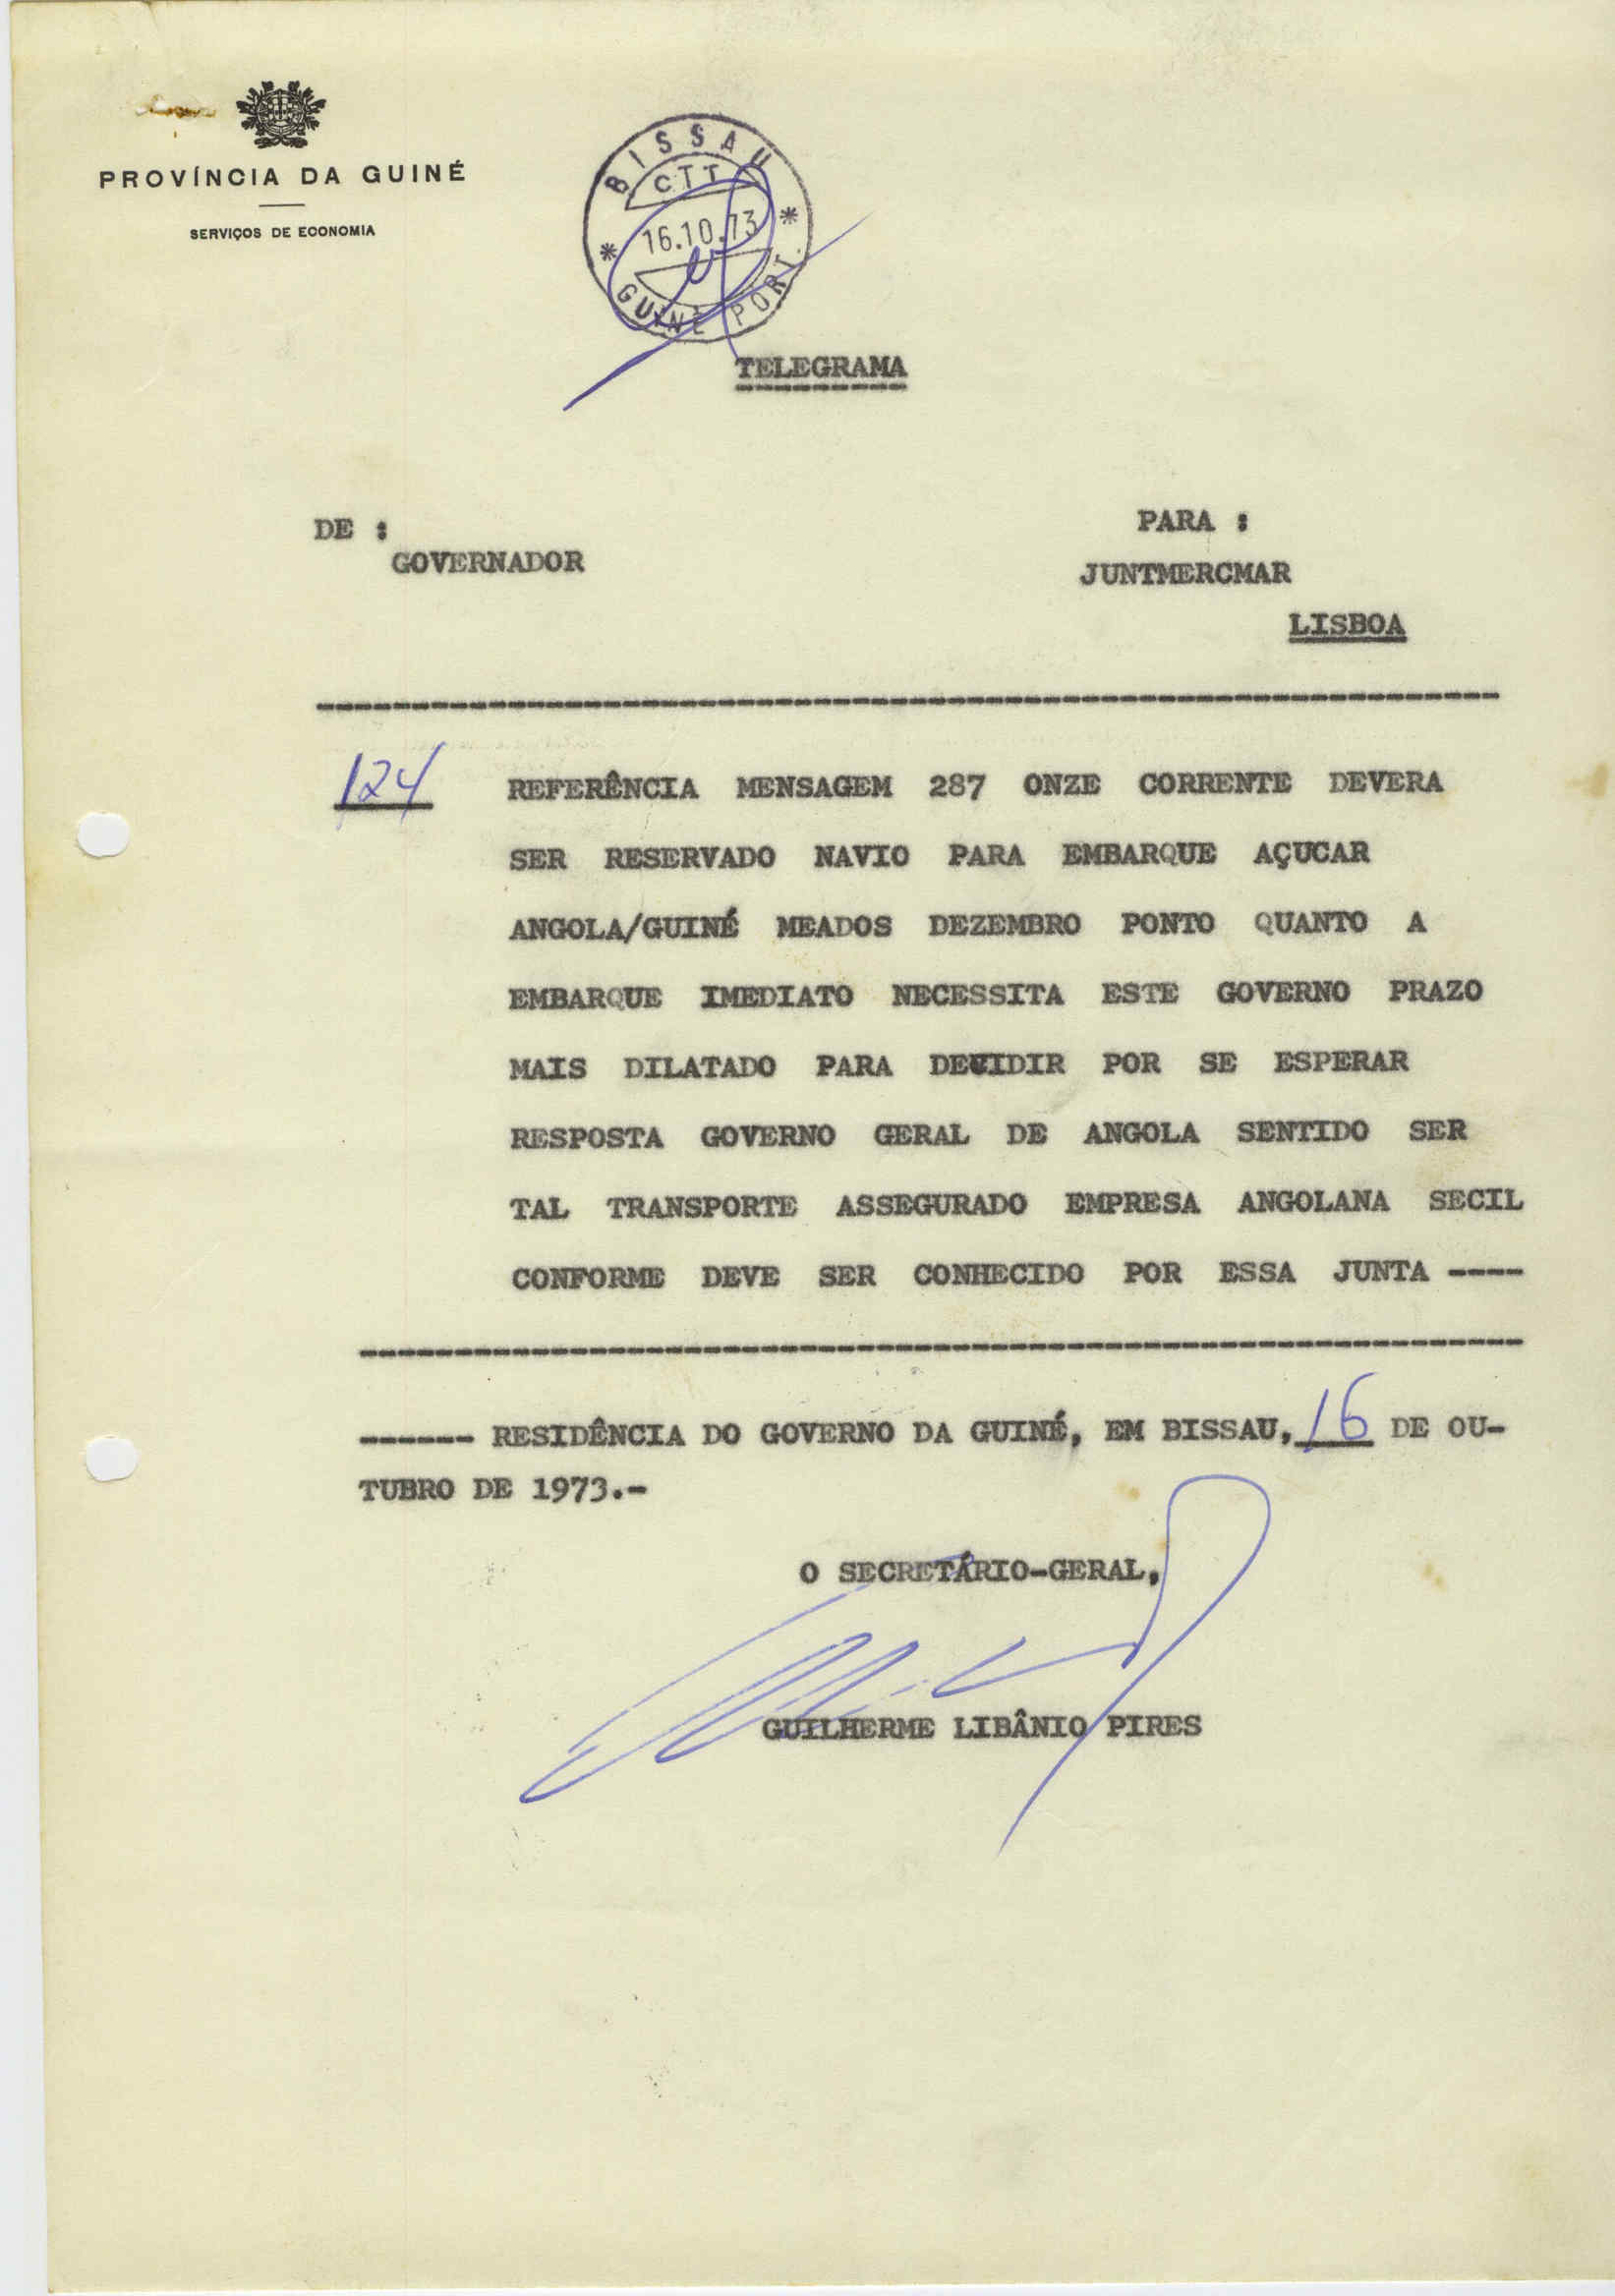 PROVÍNCIA DA GUINÉ
SERVIÇOS DE ECONOMIA
BISSAU
CTT
16.10.73
GUINÉ PORT.
TELEGRAMA
DE :
GOVERNADOR
PARA :
JUNTMERCMAR
LISBOA
124 REFERÊNCIA MENSAGEM 287 ONZE CORRENTE DEVERA
SER RESERVADO NAVIO PARA EMBARQUE AÇUCAR
ANGOLA/GUINÉ MEADOS DEZEMBRO PONTO QUANTO A
EMBARQUE IMEDIATO NECESSITA ESTE GOVERNO PRAZO
MAIS DILATADO PARA DECIDIR POR SE ESPERAR
RESPOSTA GOVERNO GERAL DE ANGOLA SENTIDO SER
TAL TRANSPORTE ASSEGURADO EMPRESA ANGOLANA SECIL
CONFORME DEVE SER CONHECIDO POR ESSA JUNTA ----
------ RESIDÊNCIA DO GOVERNO DA GUINÉ, EM BISSAU, 16 DE OU-
TUBRO DE 1973.-
O SECRETÁRIO-GERAL,
GUILHERME LIBÂNIO PIRES